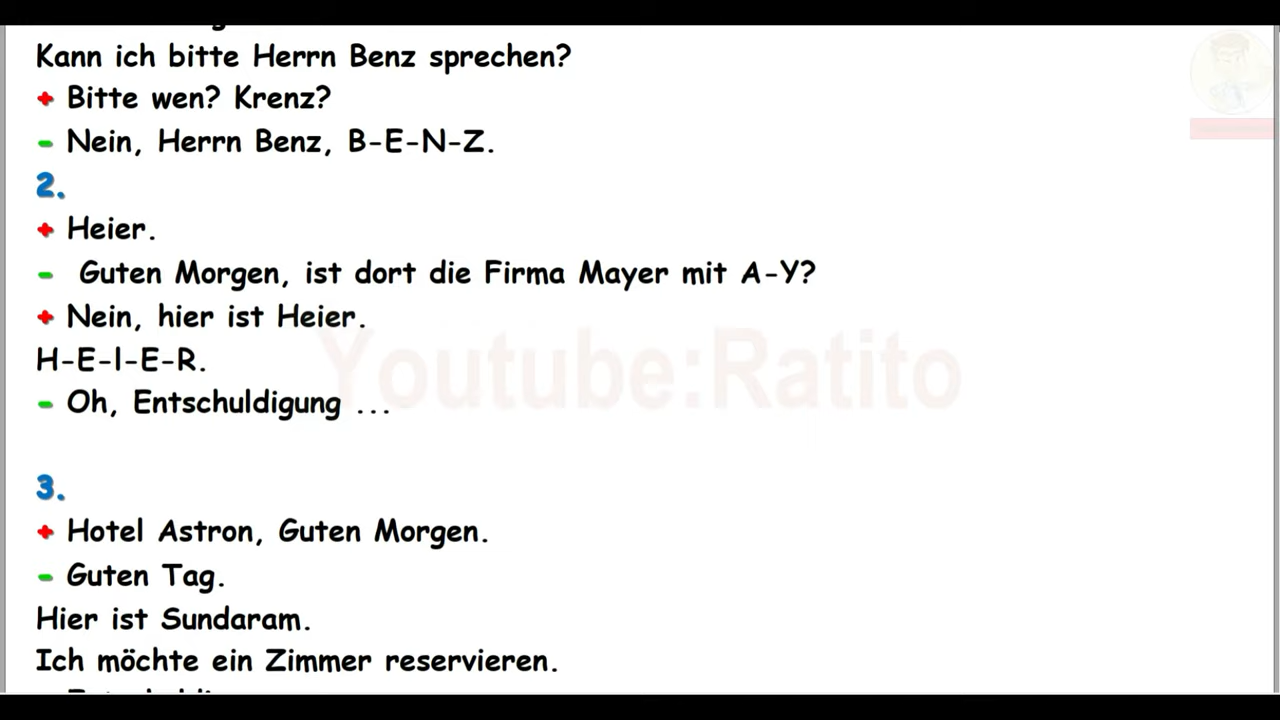 Kann ich bitte Herrn Benz sprechen?
+ Bitte wen? Krenz?
- Nein, Herrn Benz, B-E-N-Z.
2.
+ Heier.
- Guten Morgen, ist dort die Firma Mayer mit A-Y?
+ Nein, hier ist Heier.
H-E-l-E-R.
- Oh, Entschuldigung ...
Youtube:Ratito
3.
+ Hotel Astron, Guten Morgen.
- Guten Tag.
Hier ist Sundaram.
Ich möchte ein Zimmer reservieren.